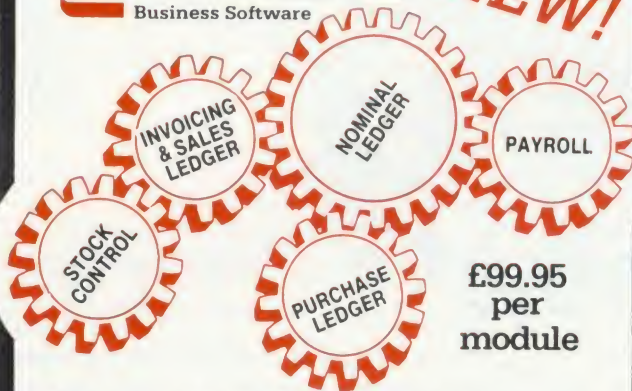 Business Software
NEW!
INVOICING
& SALES
LEDGER
NOMINAL
LEDGER
PAYROLL
STOCK
CONTROL
PURCHASE
LEDGER
£99.95
per
module